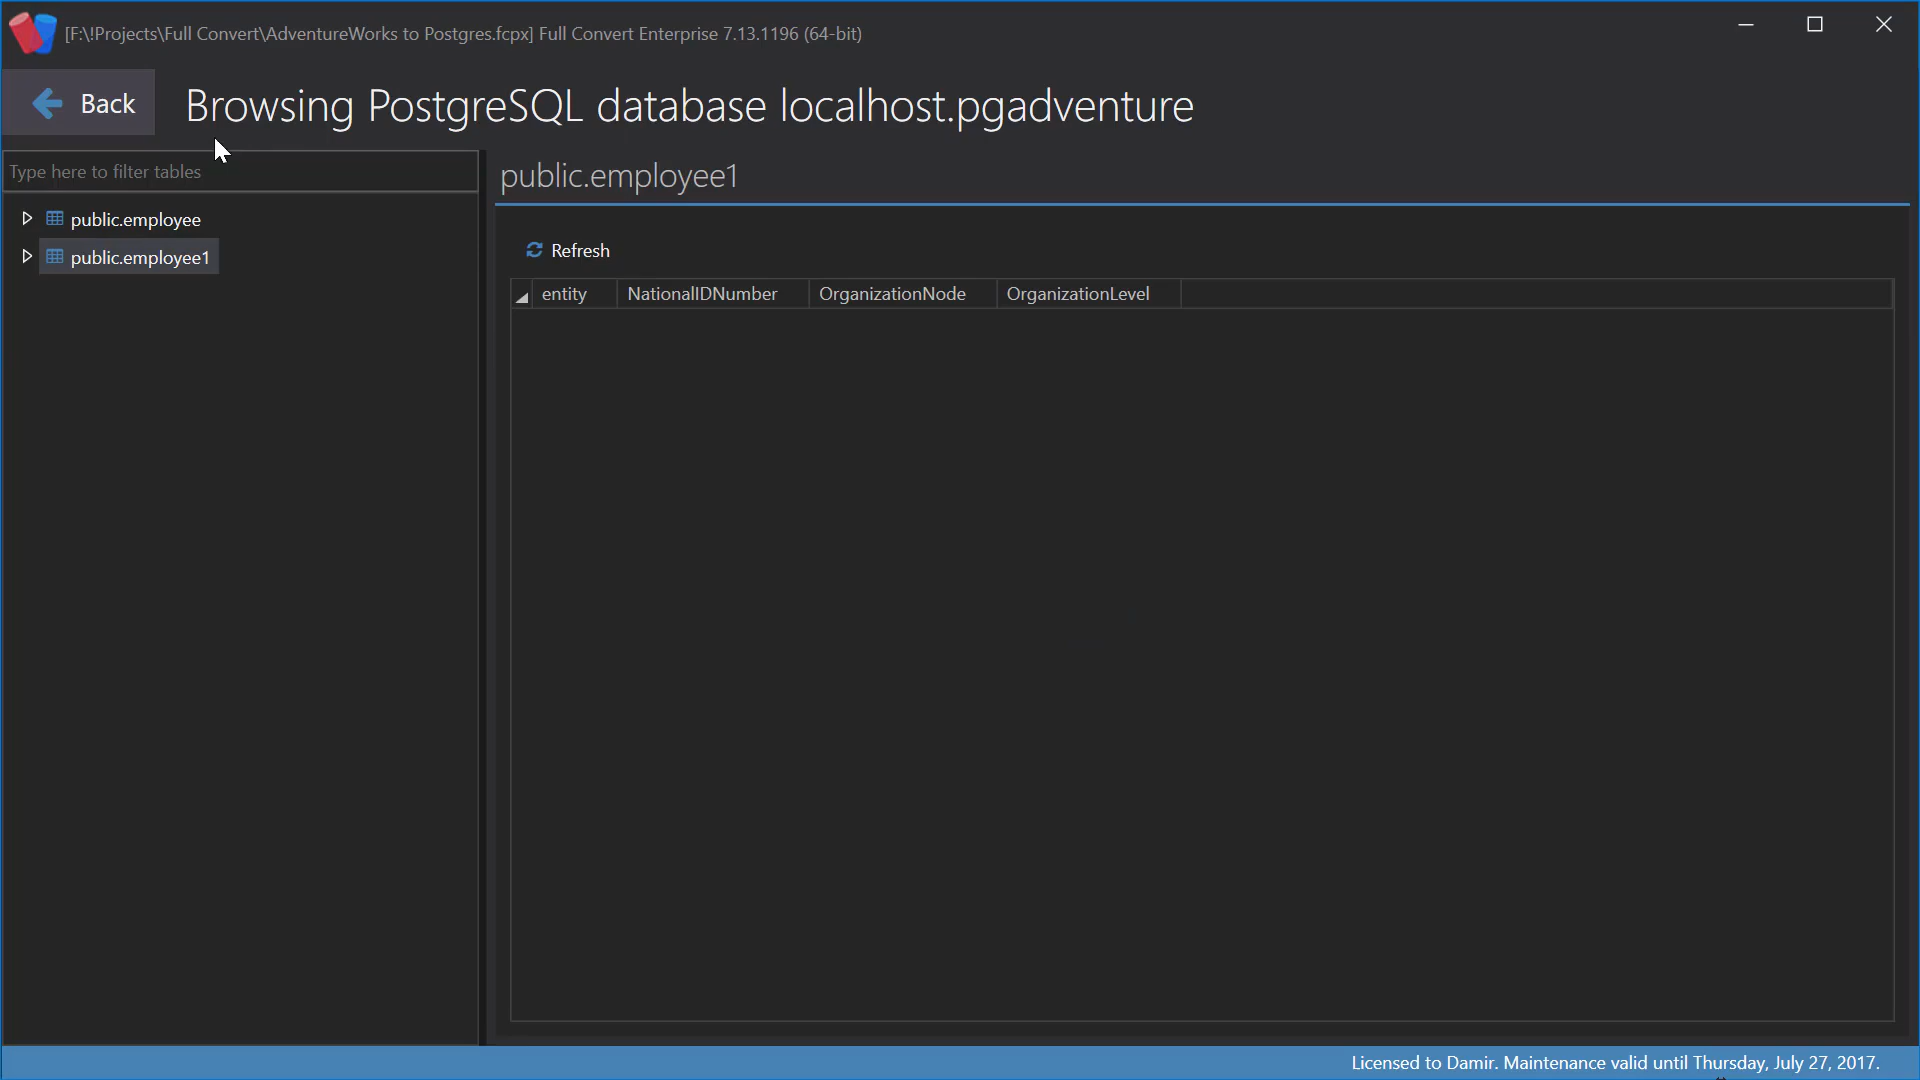 [F:\!Projects\Full Convert\AdventureWorks to Postgres.fcpx] Full Convert Enterprise 7.13.1196 (64-bit)
Back
Browsing PostgreSQL database localhost.pgadventure
Type here to filter tables
public.employee
public.employee1
public.employee1
Refresh
entity NationalIDNumber OrganizationNode OrganizationLevel
Licensed to Damir. Maintenance valid until Thursday, July 27, 2017.